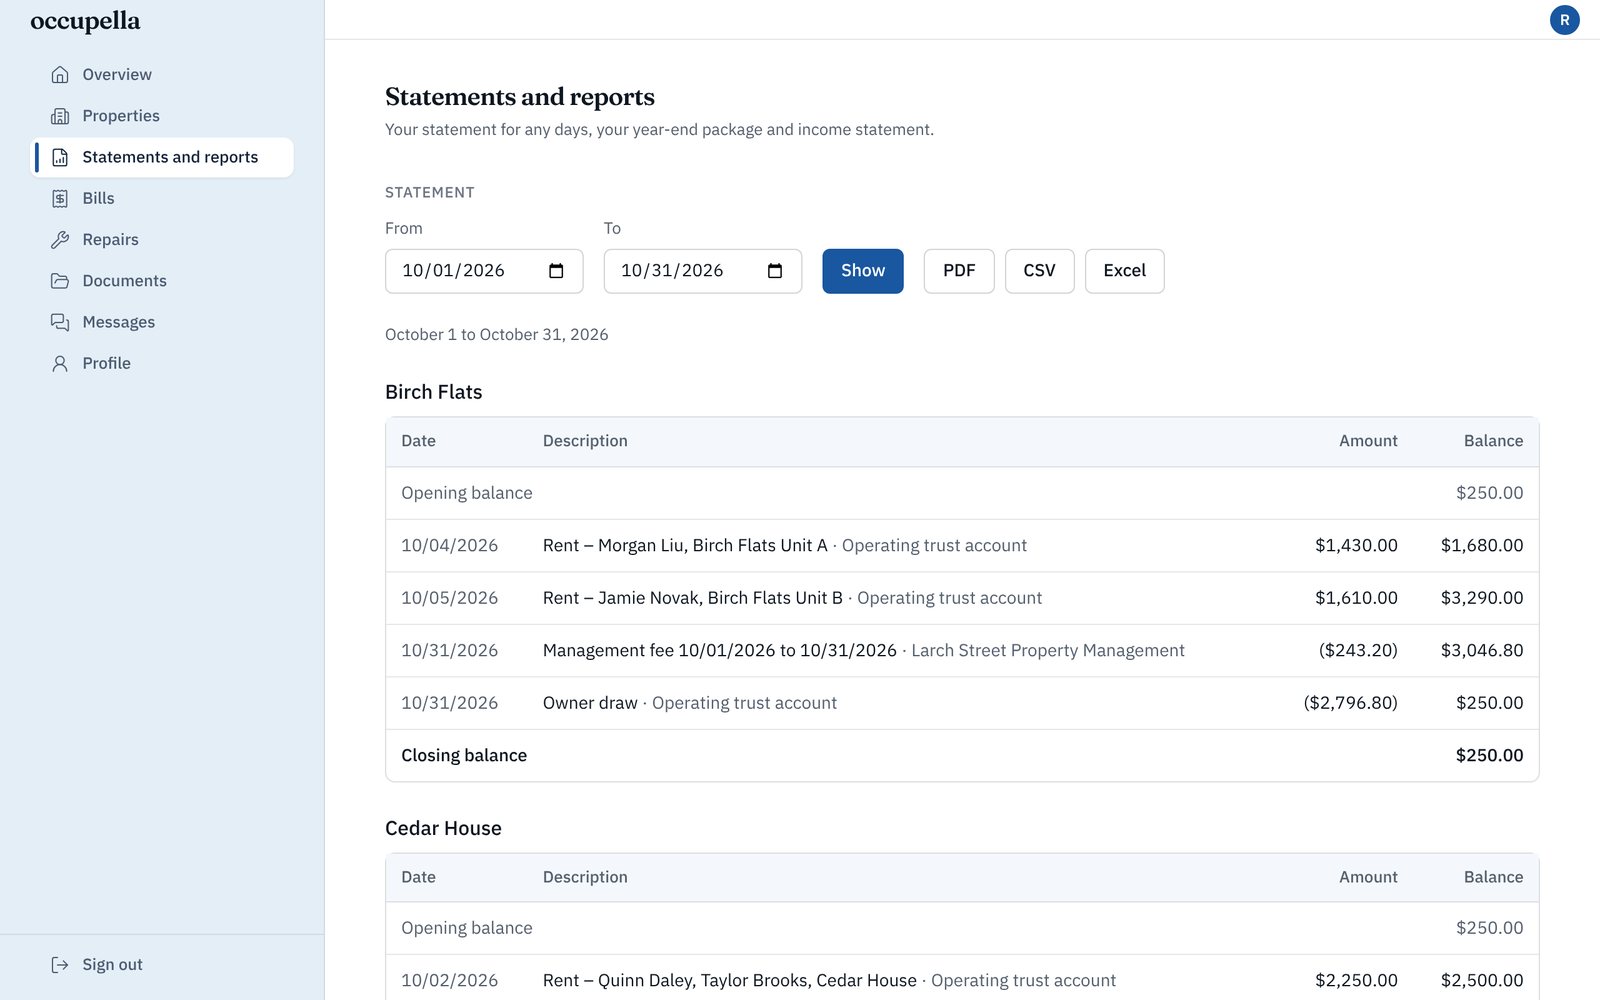 occupella
R
Overview
Properties
Statements and reports
Bills
Repairs
Documents
Messages
Profile
Sign out
Statements and reports
Your statement for any days, your year-end package and income statement.
STATEMENT
From To
10/01/2026 10/31/2026 Show PDF CSV Excel
October 1 to October 31, 2026
Birch Flats
Date Description Amount Balance
Opening balance $250.00
10/04/2026 Rent – Morgan Liu, Birch Flats Unit A · Operating trust account $1,430.00 $1,680.00
10/05/2026 Rent – Jamie Novak, Birch Flats Unit B · Operating trust account $1,610.00 $3,290.00
10/31/2026 Management fee 10/01/2026 to 10/31/2026 · Larch Street Property Management ($243.20) $3,046.80
10/31/2026 Owner draw · Operating trust account ($2,796.80) $250.00
Closing balance $250.00
Cedar House
Date Description Amount Balance
Opening balance $250.00
10/02/2026 Rent – Quinn Daley, Taylor Brooks, Cedar House · Operating trust account $2,250.00 $2,500.00